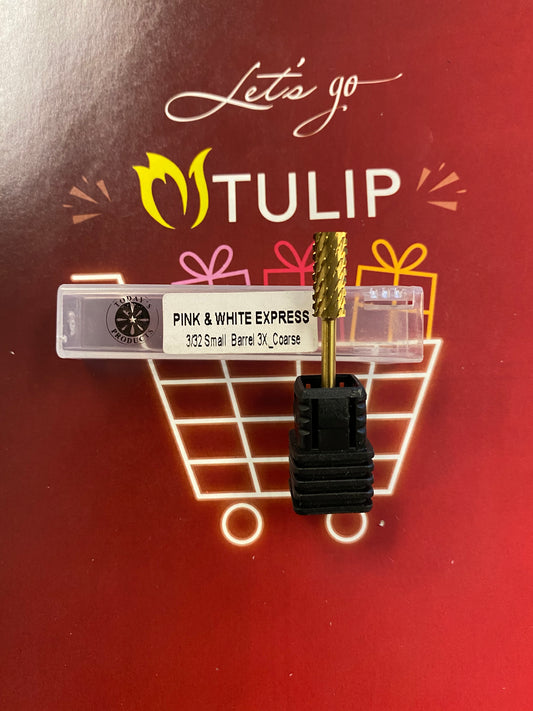 Let's go
TULIP
TODAY'S
PRODUCTS
PINK & WHITE EXPRESS
3/32 Small Barrel 3X_Coarse